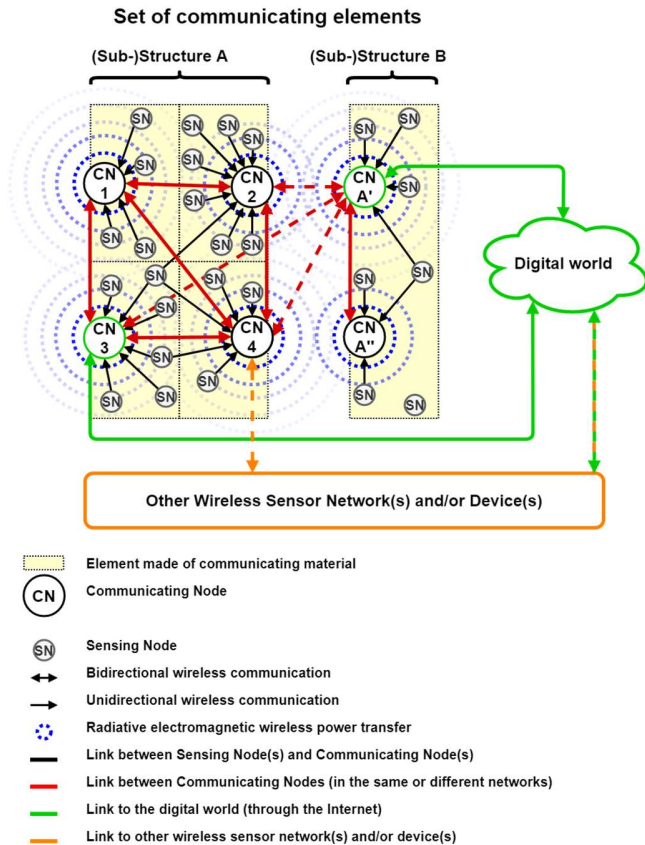 Set of communicating elements
(Sub-)Structure A
(Sub-)Structure B
SN
SN
SN
SN
SN
SN
SN
SN
SN
SN
CN
1
CN
2
CN
A'
SN
SN
SN
SN
SN
SN
SN
Digital world
SN
SN
SN
SN
SN
SN
SN
CN
3
CN
4
CN
A''
SN
SN
SN
SN
SN
SN
Other Wireless Sensor Network(s) and/or Device(s)
Element made of communicating material
CN
Communicating Node
SN
Sensing Node
Bidirectional wireless communication
Unidirectional wireless communication
Radiative electromagnetic wireless power transfer
Link between Sensing Node(s) and Communicating Node(s)
Link between Communicating Nodes (in the same or different networks)
Link to the digital world (through the Internet)
Link to other wireless sensor network(s) and/or device(s)